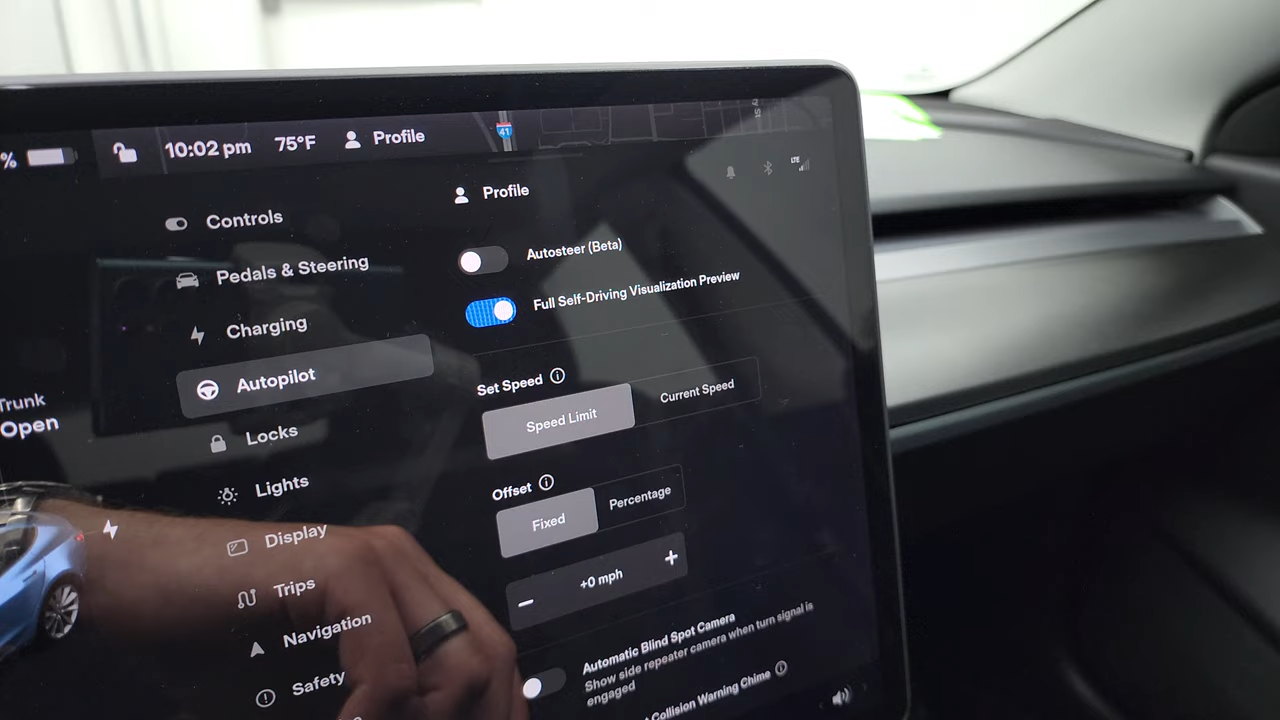 %
10:02 pm
75°F
Profile
41
y St
LTE
Trunk
Open
Controls
Pedals & Steering
Charging
Autopilot
Locks
Lights
Display
Trips
Navigation
Safety
Profile
Autosteer (Beta)
Full Self-Driving Visualization Preview
Set Speed
Speed Limit
Current Speed
Offset
Fixed
Percentage
− +0 mph +
Automatic Blind Spot Camera
Show side repeater camera when turn signal is
engaged
Collision Warning Chime